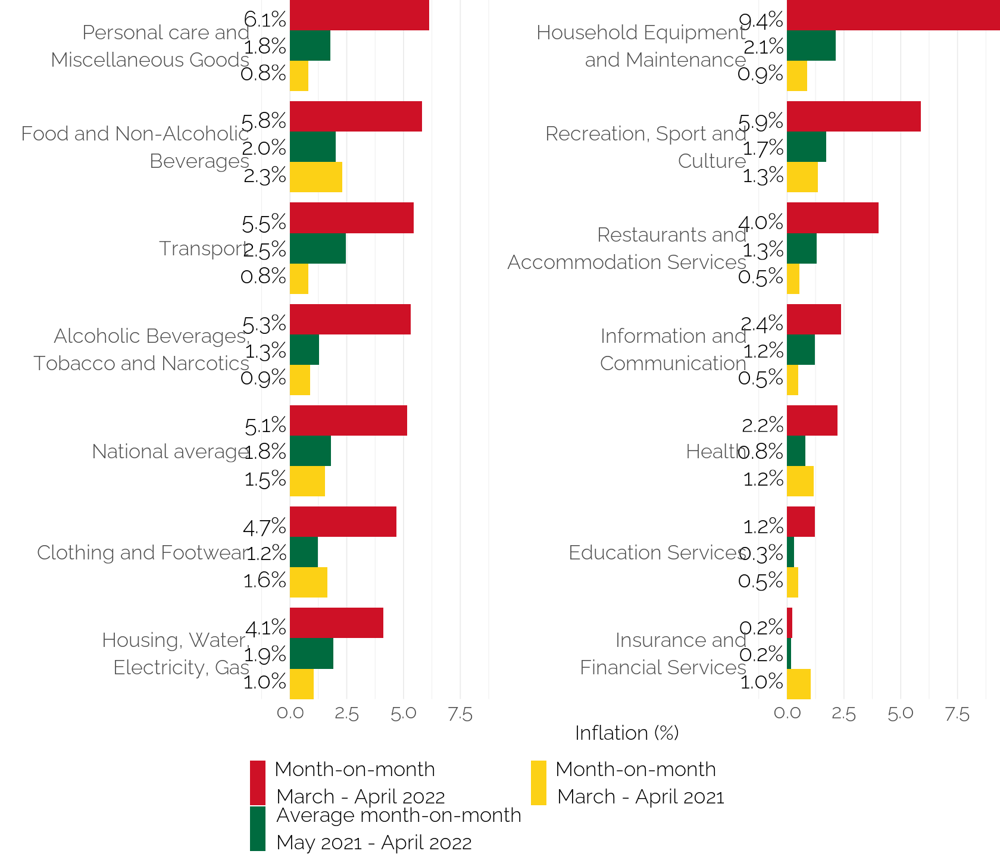 Personal care and
Miscellaneous Goods
6.1%
1.8%
0.8%
Food and Non-Alcoholic
Beverages
5.8%
2.0%
2.3%
Transport
5.5%
2.5%
0.8%
Alcoholic Beverages,
Tobacco and Narcotics
5.3%
1.3%
0.9%
National average
5.1%
1.8%
1.5%
Clothing and Footwear
4.7%
1.2%
1.6%
Housing, Water,
Electricity, Gas
4.1%
1.9%
1.0%
0.0 2.5 5.0 7.5
Household Equipment
and Maintenance
9.4%
2.1%
0.9%
Recreation, Sport and
Culture
5.9%
1.7%
1.3%
Restaurants and
Accommodation Services
4.0%
1.3%
0.5%
Information and
Communication
2.4%
1.2%
0.5%
Health
2.2%
0.8%
1.2%
Education Services
1.2%
0.3%
0.5%
Insurance and
Financial Services
0.2%
0.2%
1.0%
0.0 2.5 5.0 7.5
Inflation (%)
Month-on-month
March - April 2022
Average month-on-month
May 2021 - April 2022
Month-on-month
March - April 2021